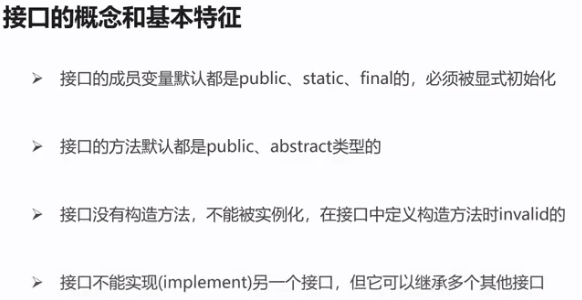 接口的概念和基本特征
➢ 接口的成员变量默认都是public、static、final的，必须被显式初始化
➢ 接口的方法默认都是public、abstract类型的
➢ 接口没有构造方法，不能被实例化，在接口中定义构造方法时invalid的
➢ 接口不能实现(implement)另一个接口，但它可以继承多个其他接口